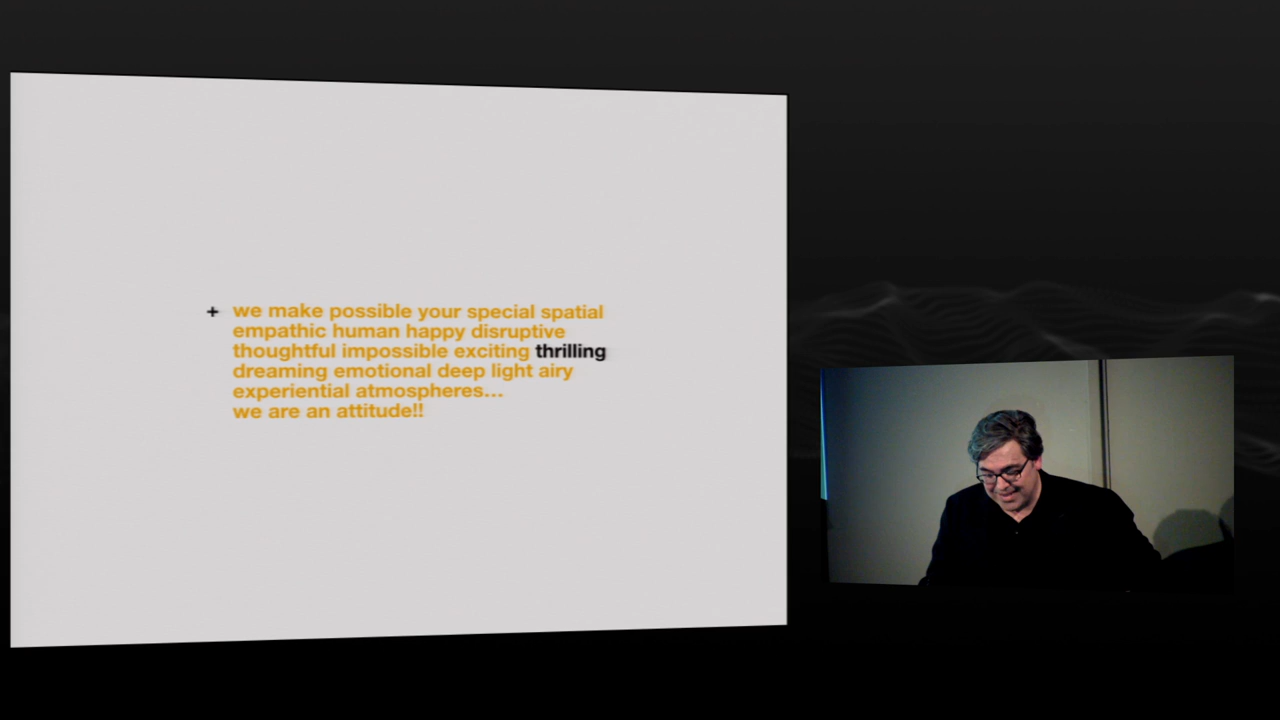 + we make possible your special spatial
empathic human happy disruptive
thoughtful impossible exciting thrilling
dreaming emotional deep light airy
experiential atmospheres...
we are an attitude!!